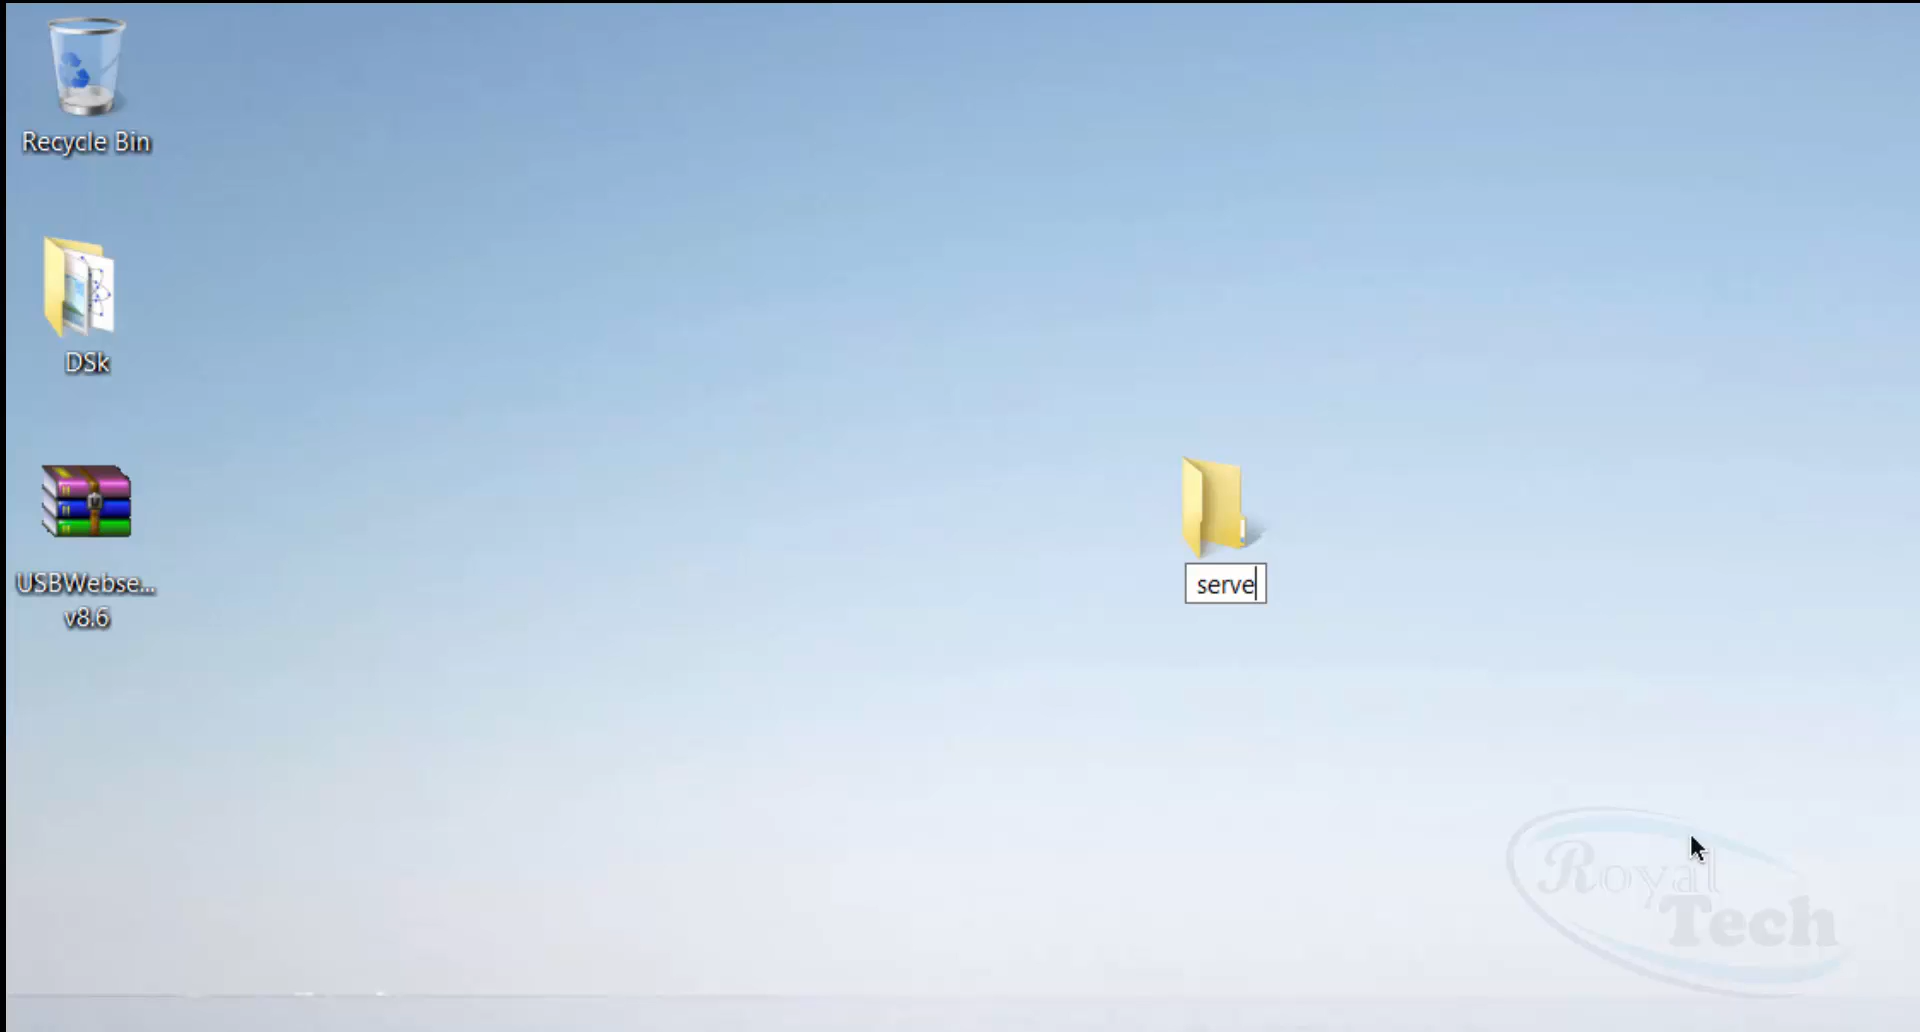 Recycle Bin
DSk
USBWebse...
v8.6
serve
Royal
Tech